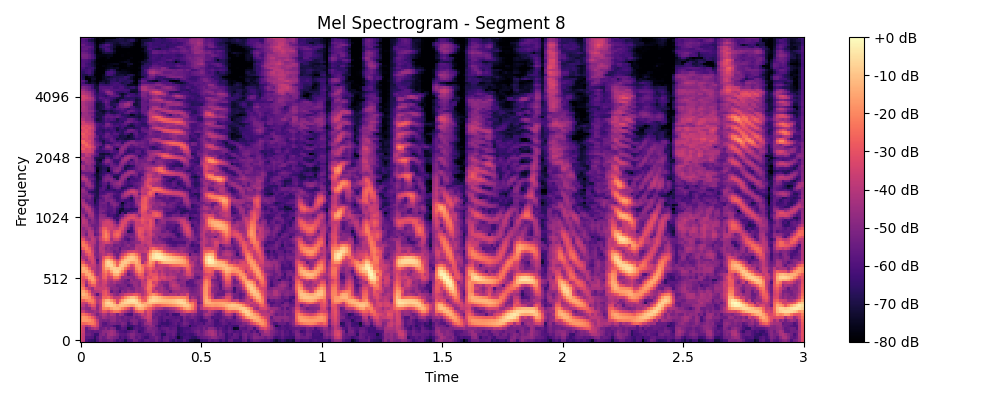 Mel Spectrogram - Segment 8
Frequency
4096
2048
1024
512
0
0
0.5
1
1.5
2
2.5
3
Time
+0 dB
-10 dB
-20 dB
-30 dB
-40 dB
-50 dB
-60 dB
-70 dB
-80 dB